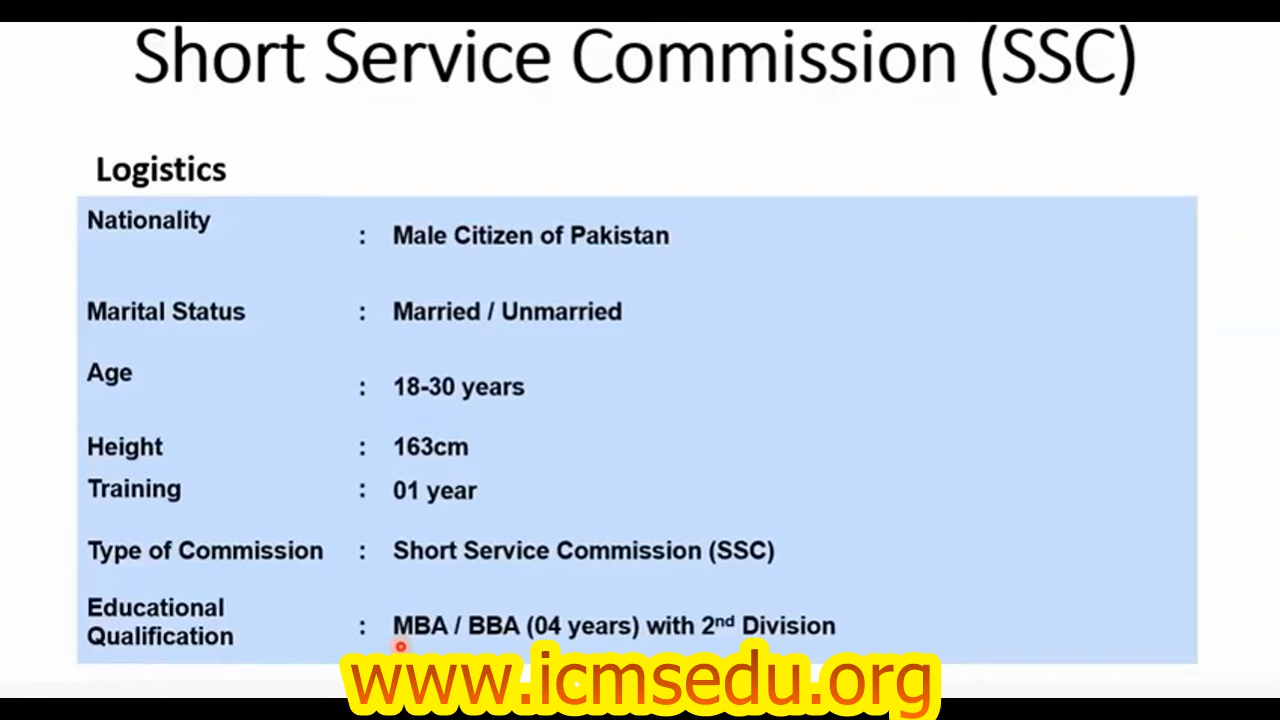 Short Service Commission (SSC)
Logistics
Nationality : Male Citizen of Pakistan
Marital Status : Married / Unmarried
Age : 18-30 years
Height : 163cm
Training : 01 year
Type of Commission : Short Service Commission (SSC)
Educational
Qualification : MBA / BBA (04 years) with 2nd Division
www.icmsedu.org